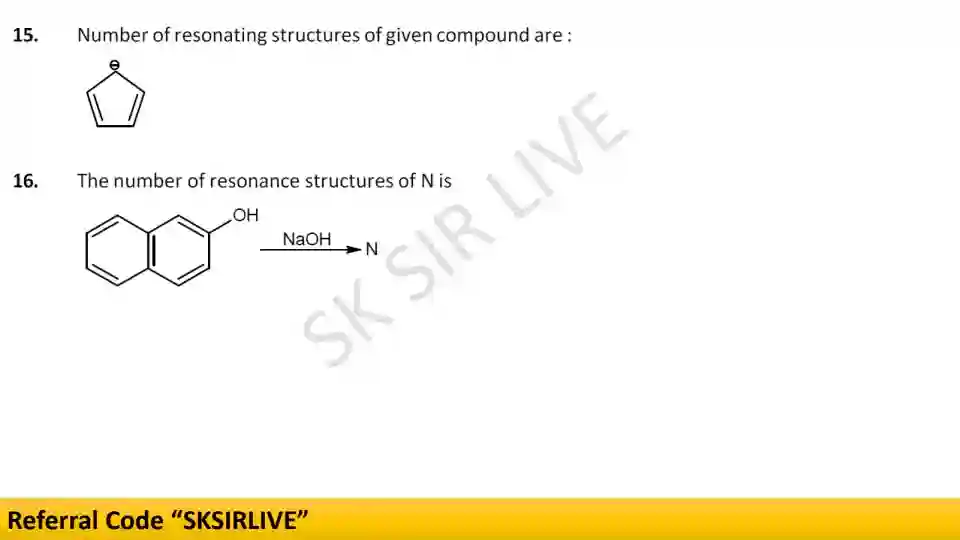 15. Number of resonating structures of given compound are :
⊖
16. The number of resonance structures of N is
OH
NaOH
N
SK SIR LIVE
Referral Code “SKSIRLIVE”